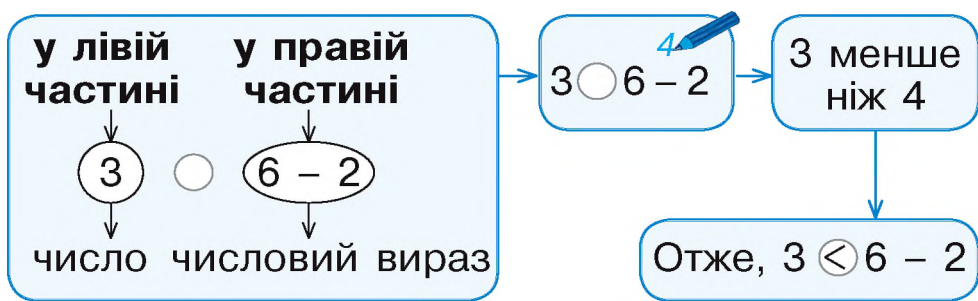 у лівій
частині
у правій
частині
3 ○ 6 – 2
число числовий вираз
4
3 ○ 6 – 2
3 менше
ніж 4
Отже, 3 < 6 – 2